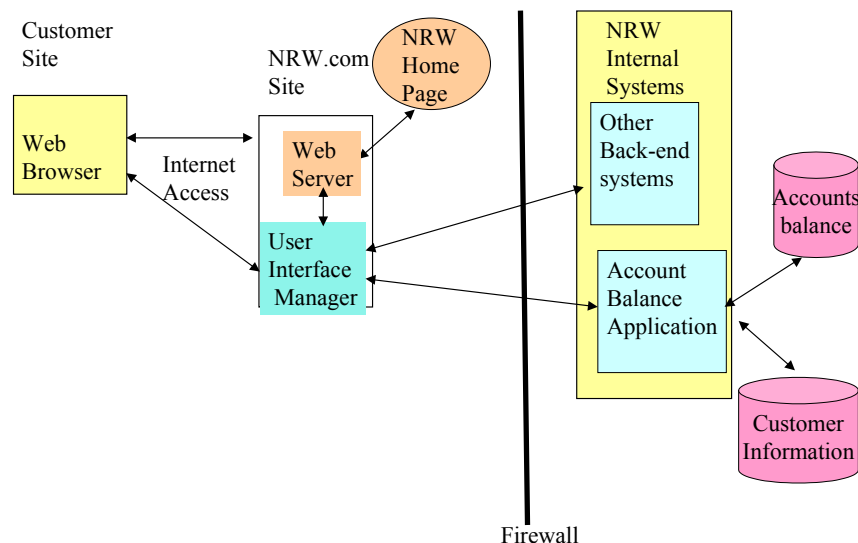 Customer
Site
Web
Browser
Internet
Access
NRW.com
Site
NRW
Home
Page
Web
Server
User
Interface
Manager
Firewall
NRW
Internal
Systems
Other
Back-end
systems
Account
Balance
Application
Accounts
balance
Customer
Information